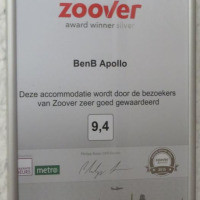 zoover
award winner silver
BenB Apollo
Deze accommodatie wordt door de bezoekers
van Zoover zeer goed gewaardeerd
9,4
metro